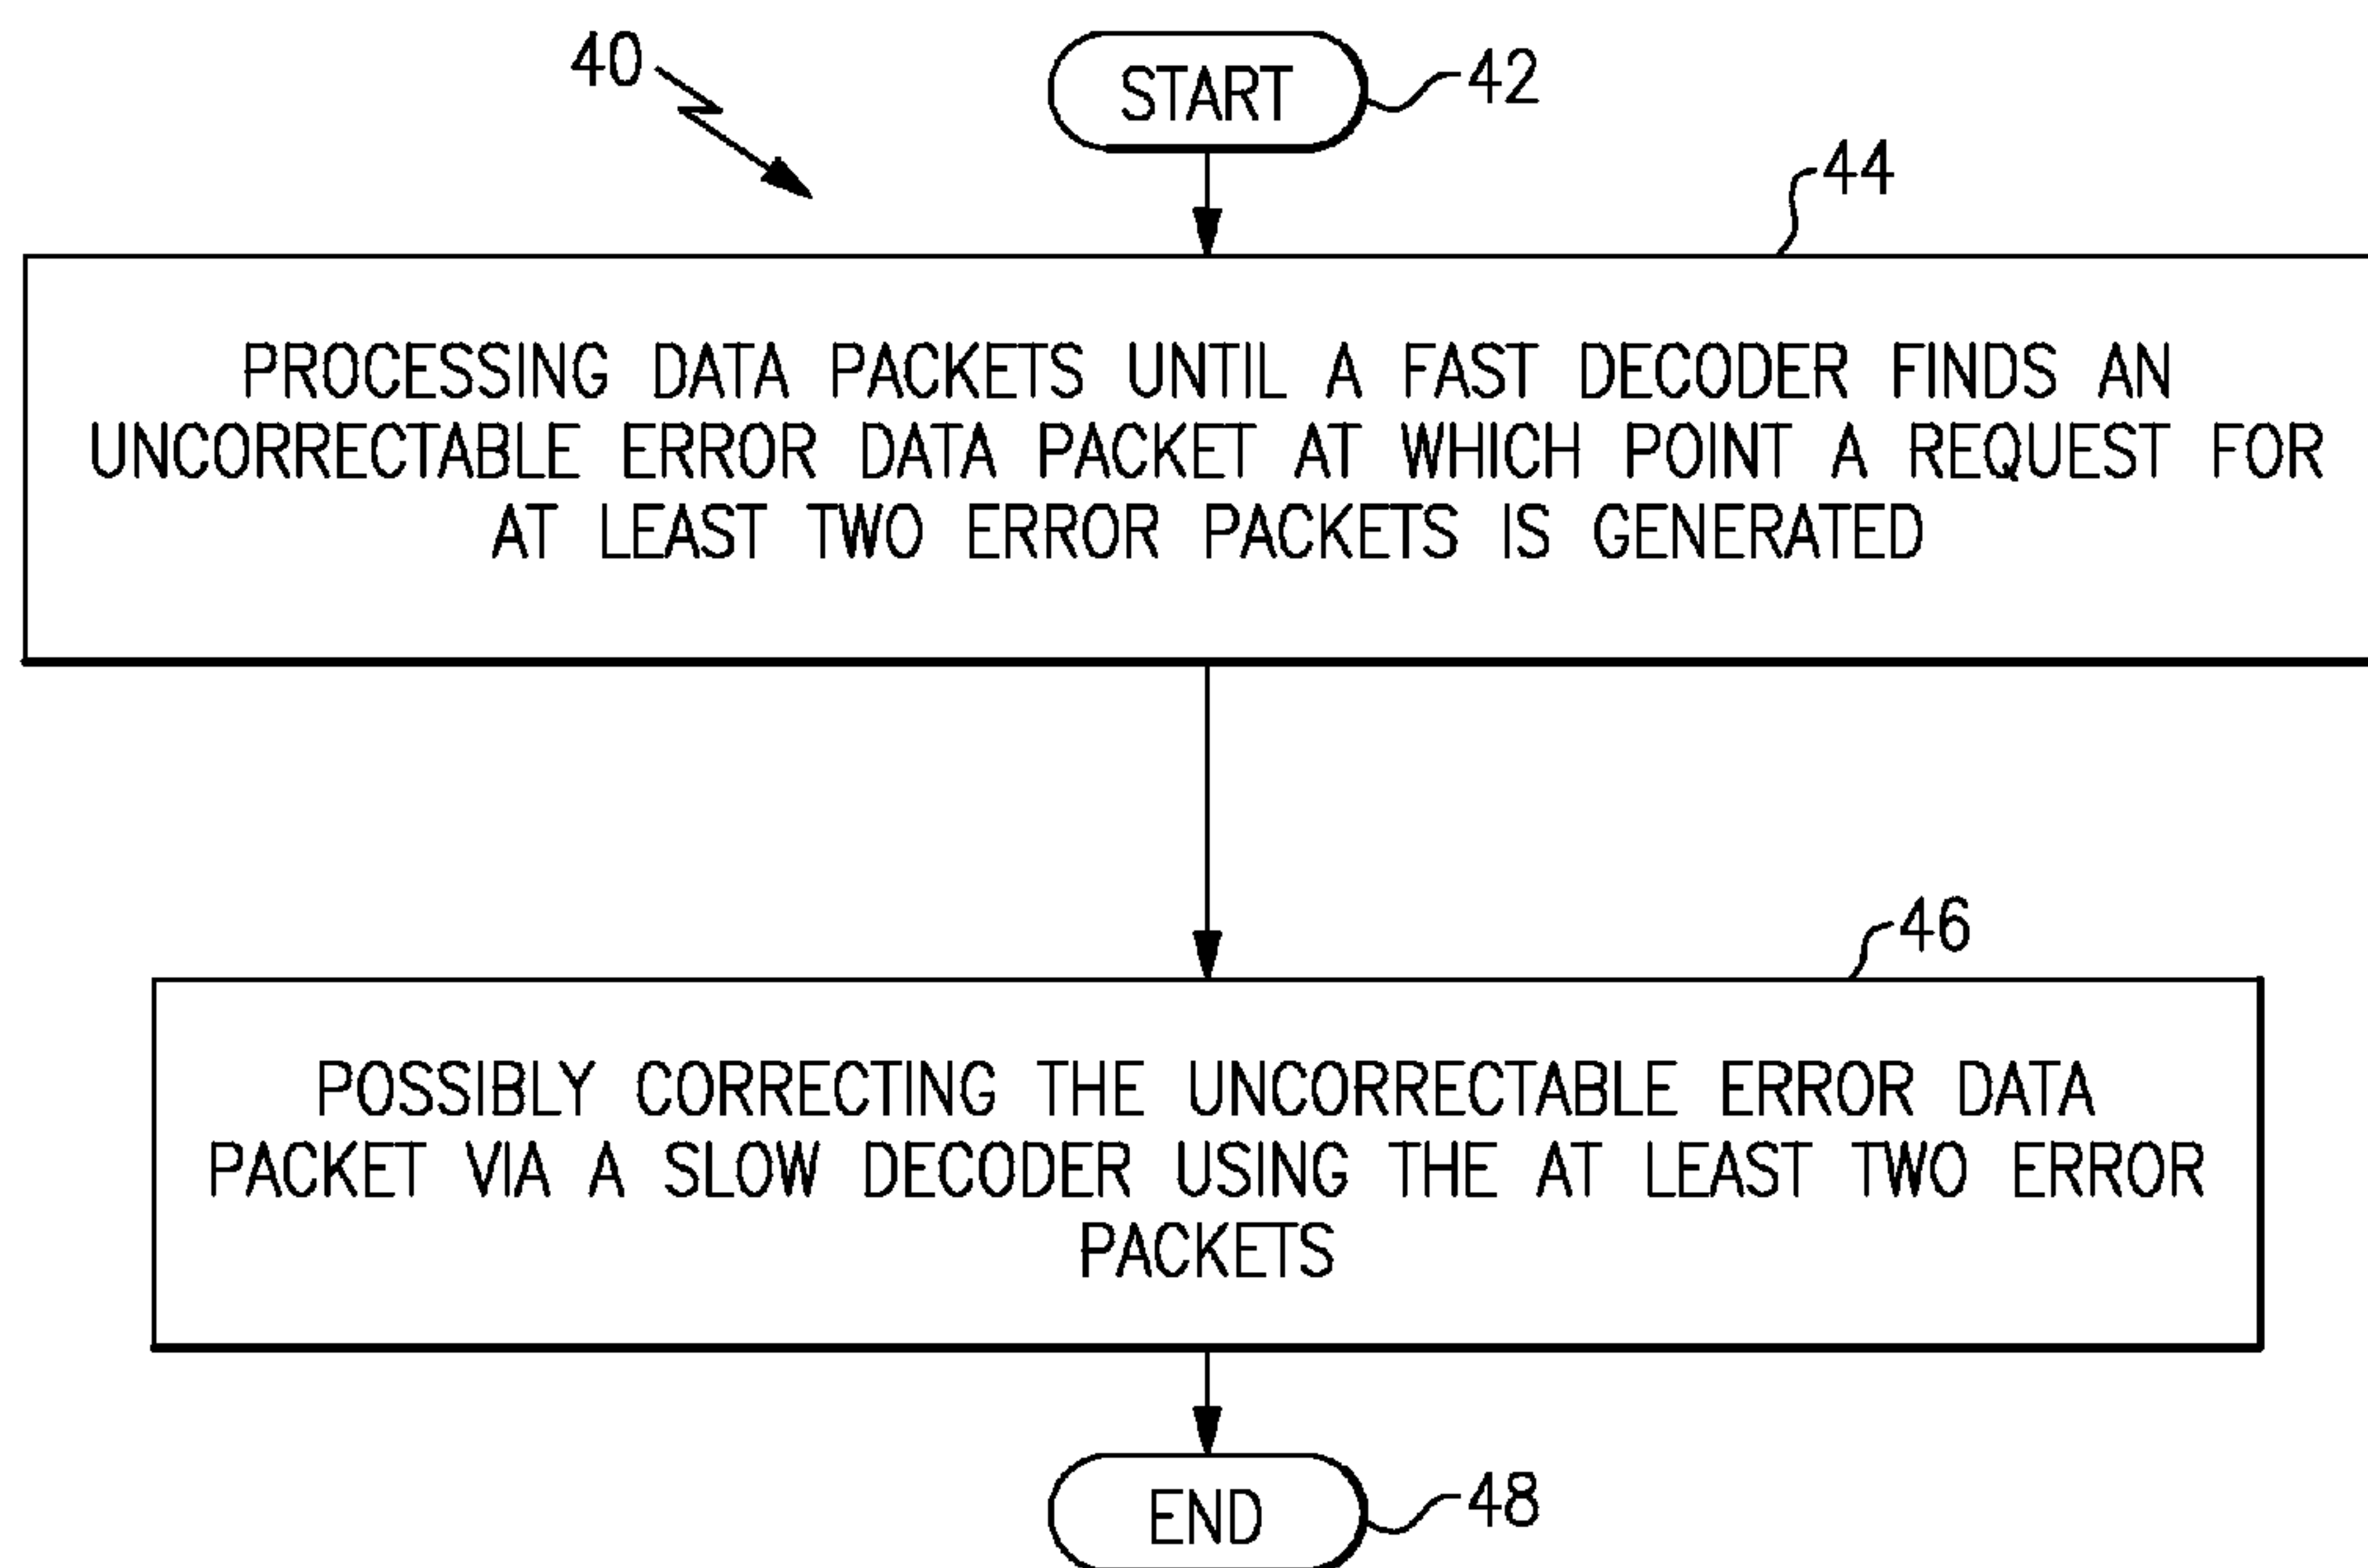 40
START
42
44
PROCESSING DATA PACKETS UNTIL A FAST DECODER FINDS AN
UNCORRECTABLE ERROR DATA PACKET AT WHICH POINT A REQUEST FOR
AT LEAST TWO ERROR PACKETS IS GENERATED
46
POSSIBLY CORRECTING THE UNCORRECTABLE ERROR DATA
PACKET VIA A SLOW DECODER USING THE AT LEAST TWO ERROR
PACKETS
END
48